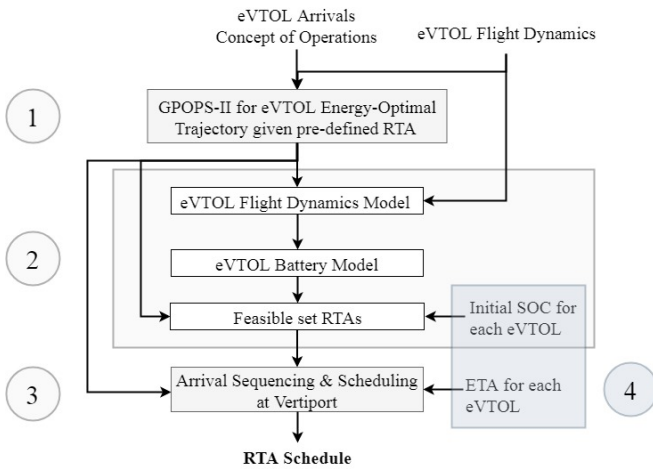 eVTOL Arrivals
Concept of Operations
eVTOL Flight Dynamics
1
GPOPS-II for eVTOL Energy-Optimal
Trajectory given pre-defined RTA
eVTOL Flight Dynamics Model
2
eVTOL Battery Model
Feasible set RTAs
Initial SOC for
each eVTOL
3
Arrival Sequencing & Scheduling
at Vertiport
ETA for each
eVTOL
4
RTA Schedule